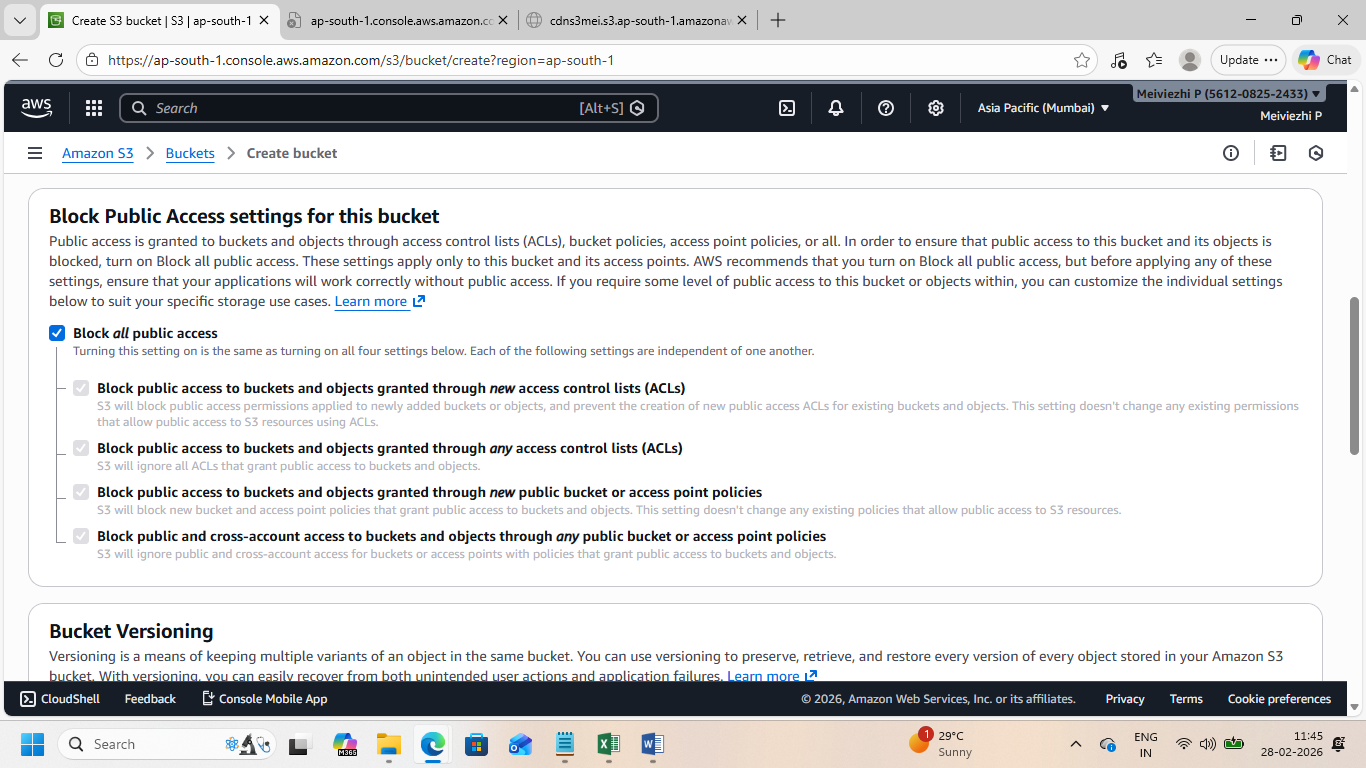 Create S3 bucket | S3 | ap-south-1
ap-south-1.console.aws.amazon.co
cdns3mei.s3.ap-south-1.amazonaw
https://ap-south-1.console.aws.amazon.com/s3/bucket/create?region=ap-south-1
Update
Chat
aws
Search
[Alt+S]
Asia Pacific (Mumbai)
Meiviezhi P (5612-0825-2433)
Meiviezhi P
Amazon S3
Buckets
Create bucket
Block Public Access settings for this bucket
Public access is granted to buckets and objects through access control lists (ACLs), bucket policies, access point policies, or all. In order to ensure that public access to this bucket and its objects is
blocked, turn on Block all public access. These settings apply only to this bucket and its access points. AWS recommends that you turn on Block all public access, but before applying any of these
settings, ensure that your applications will work correctly without public access. If you require some level of public access to this bucket or objects within, you can customize the individual settings
below to suit your specific storage use cases. Learn more
Block all public access
Turning this setting on is the same as turning on all four settings below. Each of the following settings are independent of one another.
Block public access to buckets and objects granted through new access control lists (ACLs)
S3 will block public access permissions applied to newly added buckets or objects, and prevent the creation of new public access ACLs for existing buckets and objects. This setting doesn't change any existing permissions
that allow public access to S3 resources using ACLs.
Block public access to buckets and objects granted through any access control lists (ACLs)
S3 will ignore all ACLs that grant public access to buckets and objects.
Block public access to buckets and objects granted through new public bucket or access point policies
S3 will block new bucket and access point policies that grant public access to buckets and objects. This setting doesn't change any existing policies that allow public access to S3 resources.
Block public and cross-account access to buckets and objects through any public bucket or access point policies
S3 will ignore public and cross-account access for buckets or access points with policies that grant public access to buckets and objects.
Bucket Versioning
Versioning is a means of keeping multiple variants of an object in the same bucket. You can use versioning to preserve, retrieve, and restore every version of every object stored in your Amazon S3
bucket. With versioning, you can easily recover from both unintended user actions and application failures. Learn more
CloudShell
Feedback
Console Mobile App
© 2026, Amazon Web Services, Inc. or its affiliates.
Privacy
Terms
Cookie preferences
Search
M365
1
29°C
Sunny
ENG
IN
11:45
28-02-2026